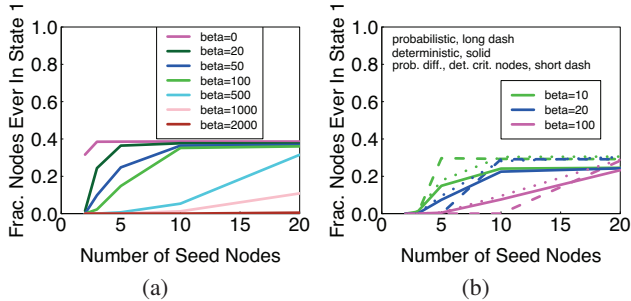 Frac. Nodes Ever In State 1
1.0
0.8
0.6
0.4
0.2
0.0
beta=0
beta=20
beta=50
beta=100
beta=500
beta=1000
beta=2000
0 5 10 15 20
Number of Seed Nodes
(a)
Frac. Nodes Ever In State 1
1.0
0.8
0.6
0.4
0.2
0.0
probabilistic, long dash
deterministic, solid
prob. diff., det. crit. nodes, short dash
beta=10
beta=20
beta=100
0 5 10 15 20
Number of Seed Nodes
(b)